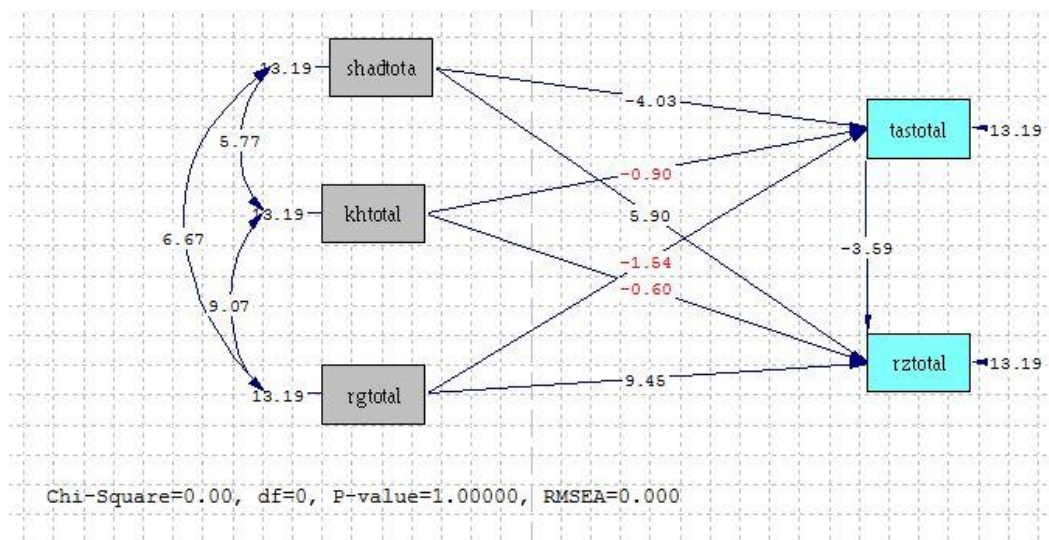 13.19 shadtota
-4.03
tastotal 13.19
5.77
-0.90
13.19 khtotal
5.90
6.67
-3.59
-1.54
-0.60
9.07
rztotal 13.19
9.45
13.19 rgtotal
Chi-Square=0.00, df=0, P-value=1.00000, RMSEA=0.000